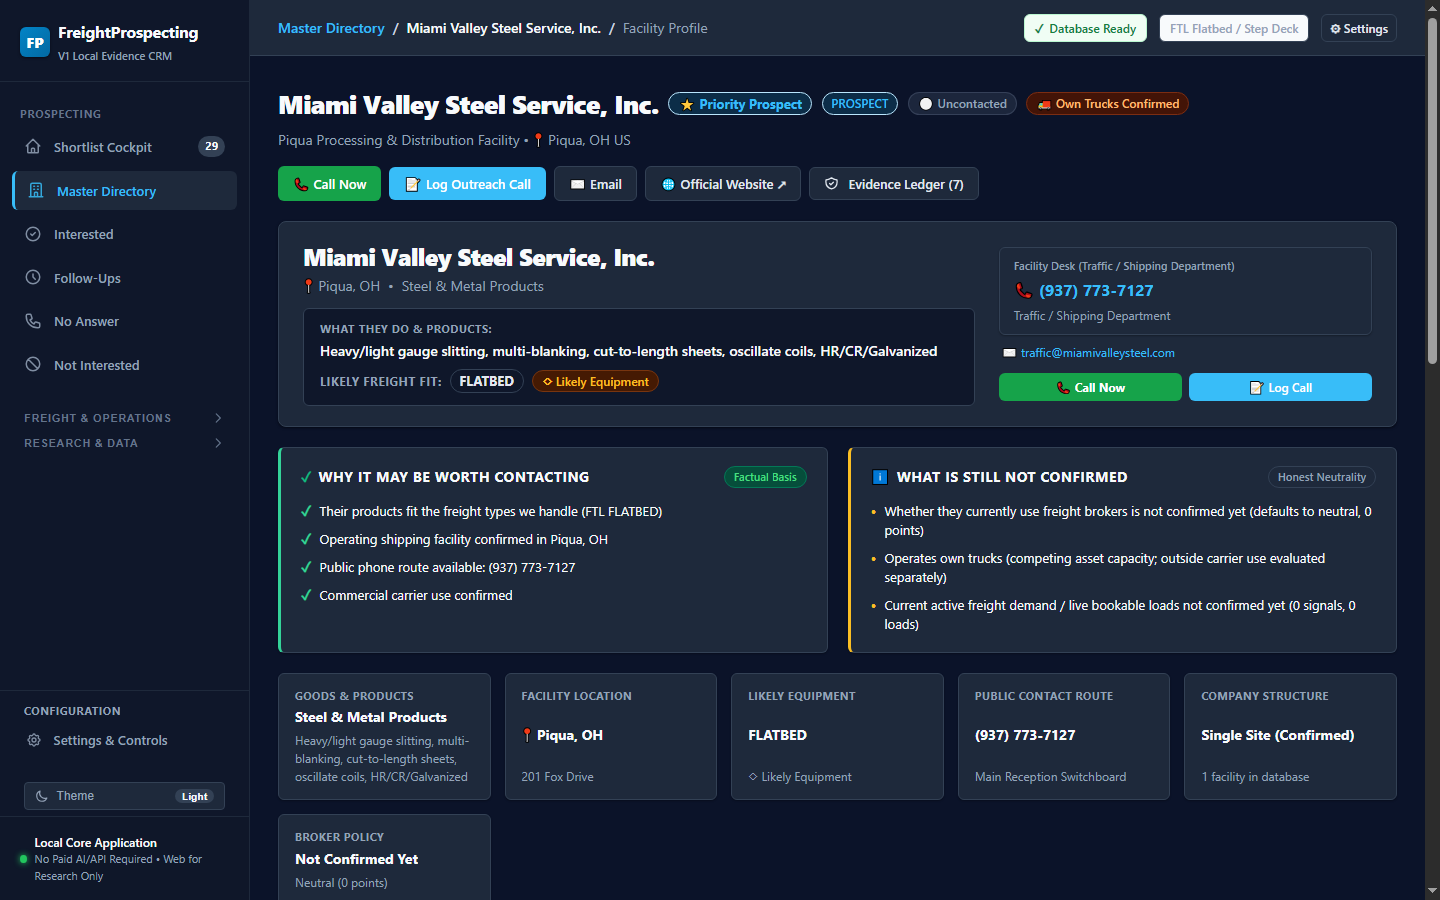 FP
FreightProspecting
V1 Local Evidence CRM
PROSPECTING
Shortlist Cockpit 29
Master Directory
Interested
Follow-Ups
No Answer
Not Interested
FREIGHT & OPERATIONS
RESEARCH & DATA
CONFIGURATION
Settings & Controls
Theme Light
Local Core Application
No Paid AI/API Required • Web for
Research Only
Master Directory / Miami Valley Steel Service, Inc. / Facility Profile
✓ Database Ready
FTL Flatbed / Step Deck
⚙ Settings
Miami Valley Steel Service, Inc. ⭐ Priority Prospect PROSPECT ⚪ Uncontacted 🚚 Own Trucks Confirmed
Piqua Processing & Distribution Facility • 📍 Piqua, OH US
📞 Call Now
📝 Log Outreach Call
✉️ Email
🌐 Official Website ↗
Evidence Ledger (7)
Miami Valley Steel Service, Inc.
📍 Piqua, OH • Steel & Metal Products
WHAT THEY DO & PRODUCTS:
Heavy/light gauge slitting, multi-blanking, cut-to-length sheets, oscillate coils, HR/CR/Galvanized
LIKELY FREIGHT FIT: FLATBED ◇ Likely Equipment
Facility Desk (Traffic / Shipping Department)
📞 (937) 773-7127
Traffic / Shipping Department
✉️ traffic@miamivalleysteel.com
📞 Call Now
📝 Log Call
✓ WHY IT MAY BE WORTH CONTACTING Factual Basis
✓ Their products fit the freight types we handle (FTL FLATBED)
✓ Operating shipping facility confirmed in Piqua, OH
✓ Public phone route available: (937) 773-7127
✓ Commercial carrier use confirmed
ℹ️ WHAT IS STILL NOT CONFIRMED Honest Neutrality
• Whether they currently use freight brokers is not confirmed yet (defaults to neutral, 0
points)
• Operates own trucks (competing asset capacity; outside carrier use evaluated
separately)
• Current active freight demand / live bookable loads not confirmed yet (0 signals, 0
loads)
GOODS & PRODUCTS
Steel & Metal Products
Heavy/light gauge slitting, multi-
blanking, cut-to-length sheets,
oscillate coils, HR/CR/Galvanized
FACILITY LOCATION
📍 Piqua, OH
201 Fox Drive
LIKELY EQUIPMENT
FLATBED
◇ Likely Equipment
PUBLIC CONTACT ROUTE
(937) 773-7127
Main Reception Switchboard
COMPANY STRUCTURE
Single Site (Confirmed)
1 facility in database
BROKER POLICY
Not Confirmed Yet
Neutral (0 points)